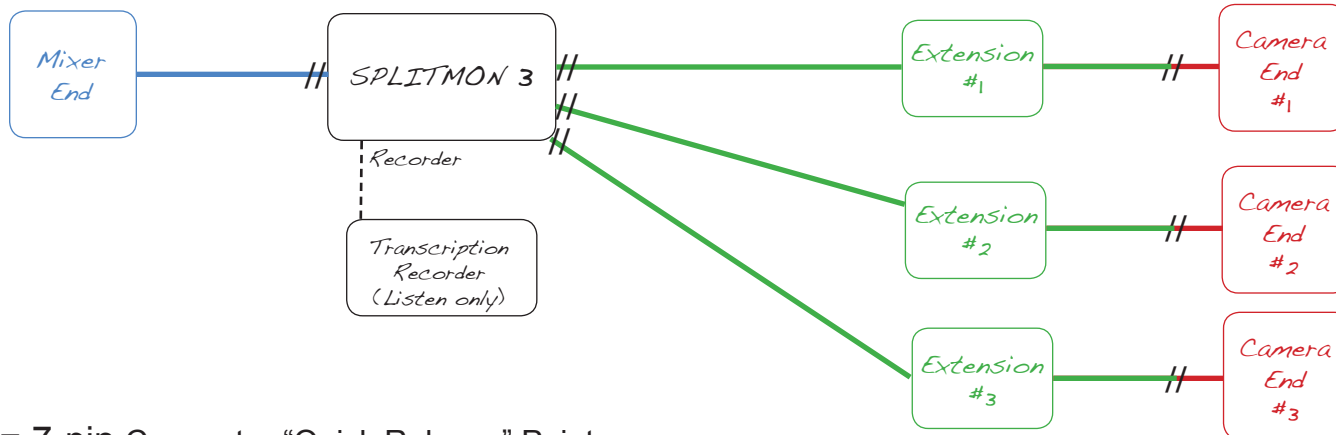 Mixer
End
SPLITMON 3
Recorder
Transcription
Recorder
(Listen only)
Extension
#1
Extension
#2
Extension
#3
Camera
End
#1
Camera
End
#2
Camera
End
#3